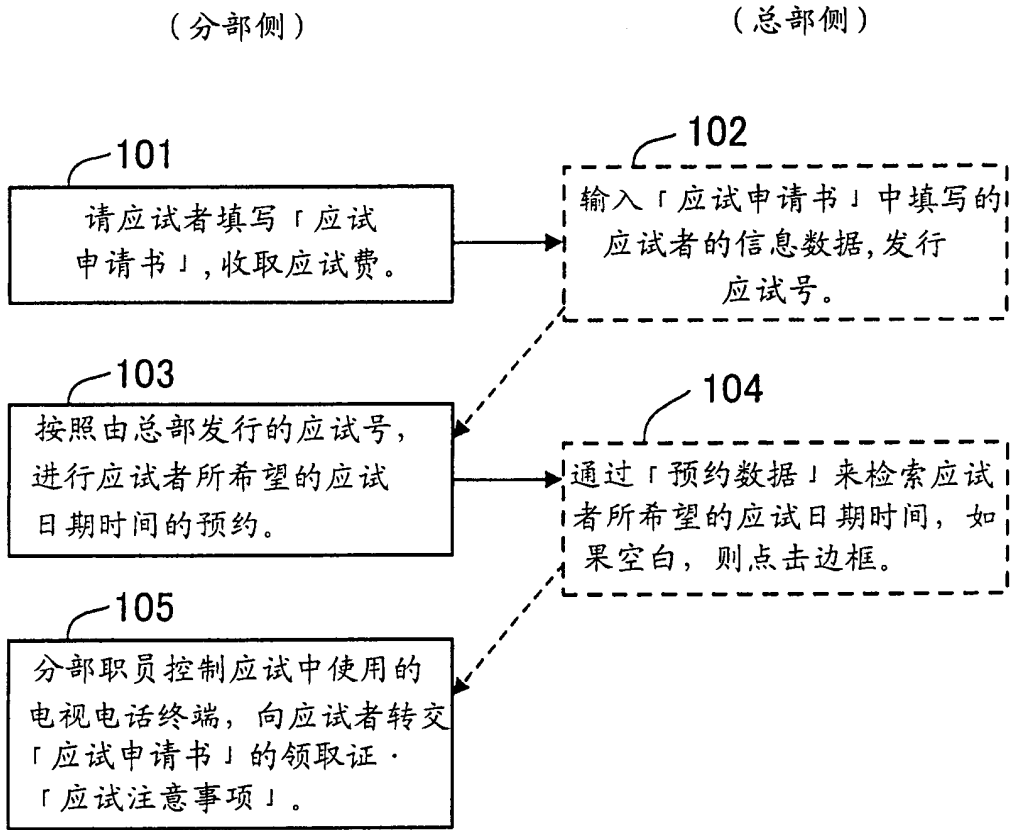 （分部侧）
（总部侧）
101
请应试者填写「应试
申请书」,收取应试费。
102
输入「应试申请书」中填写的
应试者的信息数据,发行
应试号。
103
按照由总部发行的应试号，
进行应试者所希望的应试
日期时间的预约。
104
通过「预约数据」来检索应试
者所希望的应试日期时间，如
果空白，则点击边框。
105
分部职员控制应试中使用的
电视电话终端，向应试者转交
「应试申请书」的领取证·
「应试注意事项」。